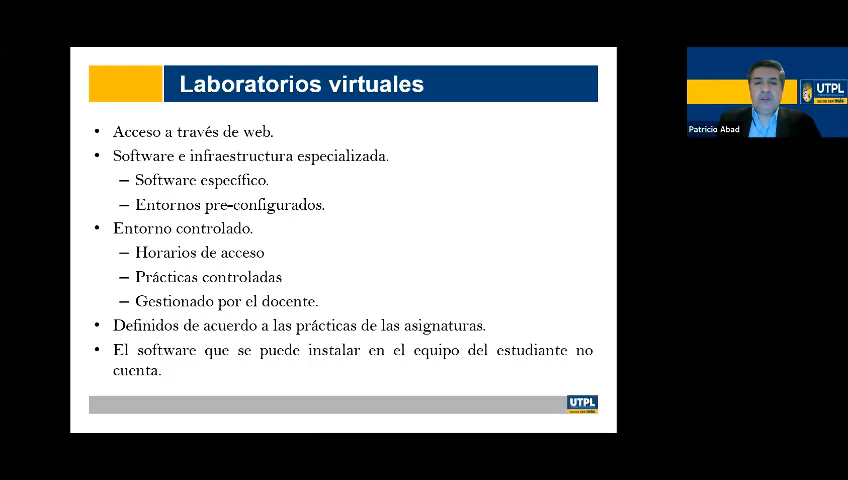 Laboratorios virtuales
• Acceso a través de web.
• Software e infraestructura especializada.
– Software específico.
– Entornos pre-configurados.
• Entorno controlado.
– Horarios de acceso
– Prácticas controladas
– Gestionado por el docente.
• Definidos de acuerdo a las prácticas de las asignaturas.
• El software que se puede instalar en el equipo del estudiante no
cuenta.
UTPL
UTPL
Patricio Abad